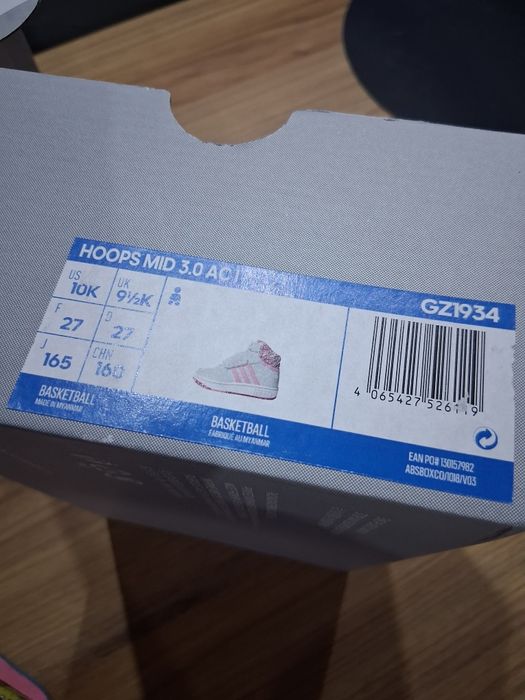 HOOPS MID 3.0 AC I
GZ1934
US 10K
UK 9½K
F 27
D 27
J 165
CHN 160
4 065427 526119
BASKETBALL
MADE IN MYANMAR
BASKETBALL
FABRIQUÉ AU MYANMAR
EAN PO# 130157982
ABSBOXCO/1018/V03